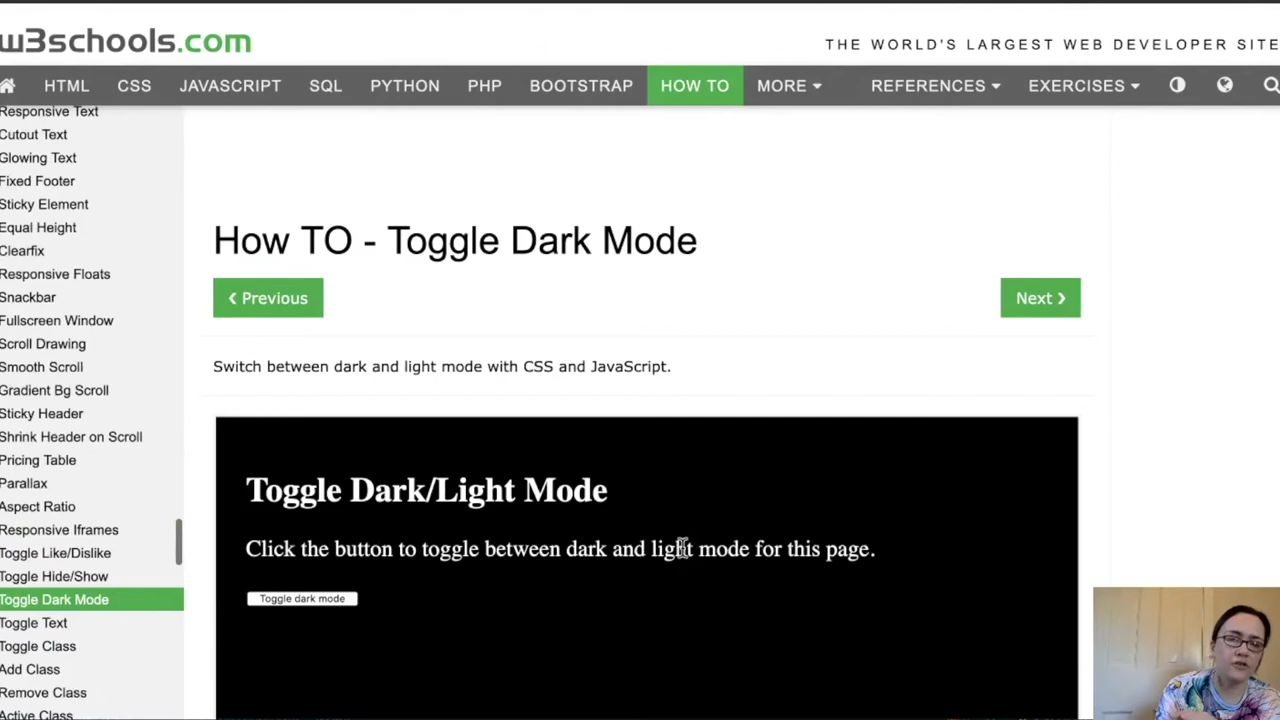 w3schools.com
THE WORLD'S LARGEST WEB DEVELOPER SITE
HTML CSS JAVASCRIPT SQL PYTHON PHP BOOTSTRAP HOW TO MORE REFERENCES EXERCISES
Responsive Text
Cutout Text
Glowing Text
Fixed Footer
Sticky Element
Equal Height
Clearfix
Responsive Floats
Snackbar
Fullscreen Window
Scroll Drawing
Smooth Scroll
Gradient Bg Scroll
Sticky Header
Shrink Header on Scroll
Pricing Table
Parallax
Aspect Ratio
Responsive Iframes
Toggle Like/Dislike
Toggle Hide/Show
Toggle Dark Mode
Toggle Text
Toggle Class
Add Class
Remove Class
Active Class
How TO - Toggle Dark Mode
❮ Previous
Next ❯
Switch between dark and light mode with CSS and JavaScript.
Toggle Dark/Light Mode
Click the button to toggle between dark and light mode for this page.
Toggle dark mode